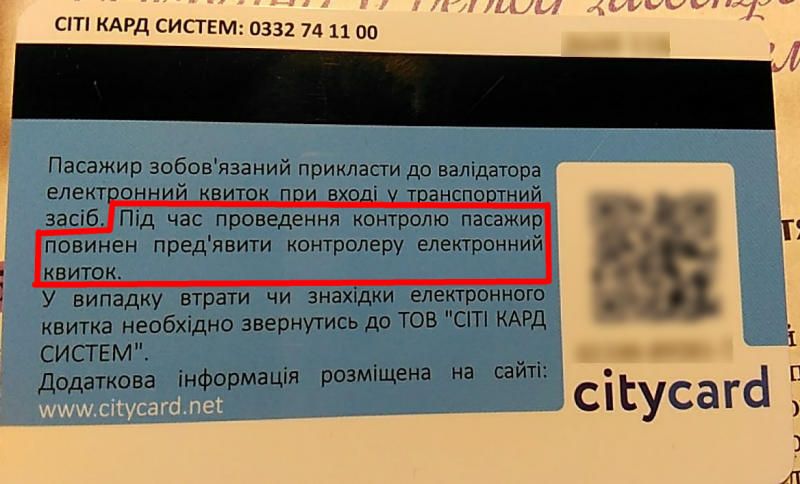 СІТІ КАРД СИСТЕМ: 0332 74 11 00
Пасажир зобов'язаний прикласти до валідатора
електронний квиток при вході у транспортний
засіб. Під час проведення контролю пасажир
повинен пред'явити контролеру електронний
квиток.
У випадку втрати чи знахідки електронного
квитка необхідно звернутись до ТОВ "СІТІ КАРД
СИСТЕМ".
Додаткова інформація розміщена на сайті:
www.citycard.net
citycard